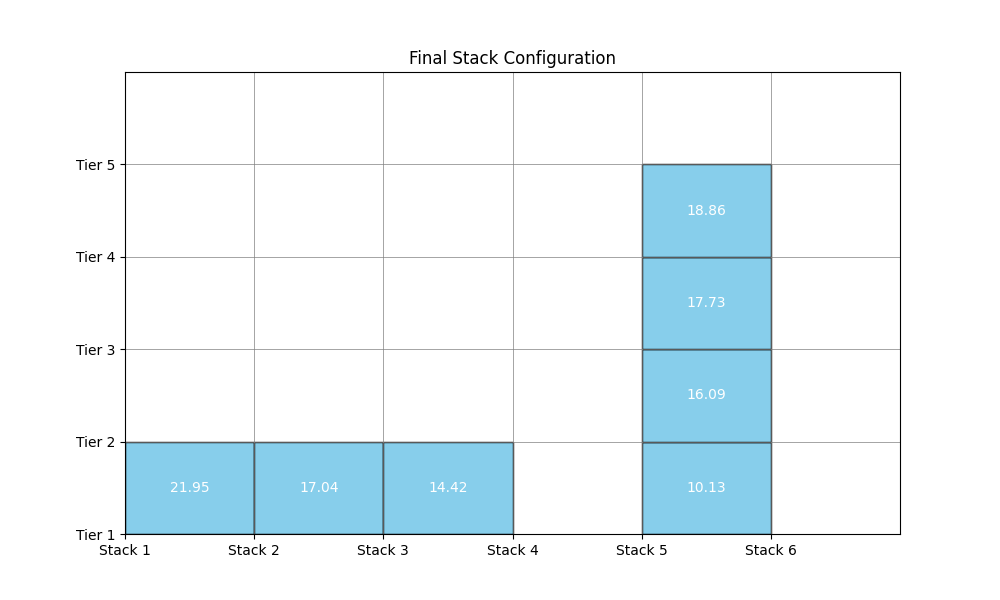 Final Stack Configuration
Tier 5
18.86
Tier 4
17.73
Tier 3
16.09
Tier 2
21.95 17.04 14.42 10.13
Tier 1
Stack 1 Stack 2 Stack 3 Stack 4 Stack 5 Stack 6